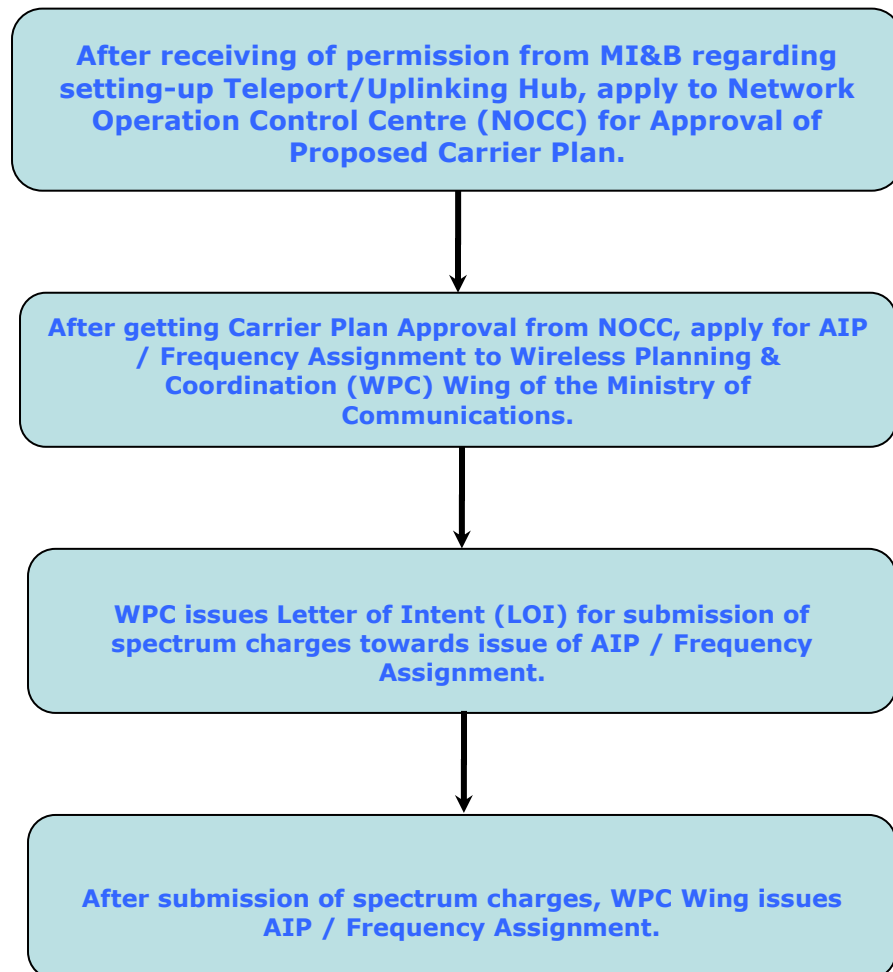 After receiving of permission from MI&B regarding
setting-up Teleport/Uplinking Hub, apply to Network
Operation Control Centre (NOCC) for Approval of
Proposed Carrier Plan.
After getting Carrier Plan Approval from NOCC, apply for AIP
/ Frequency Assignment to Wireless Planning &
Coordination (WPC) Wing of the Ministry of
Communications.
WPC issues Letter of Intent (LOI) for submission of
spectrum charges towards issue of AIP / Frequency
Assignment.
After submission of spectrum charges, WPC Wing issues
AIP / Frequency Assignment.